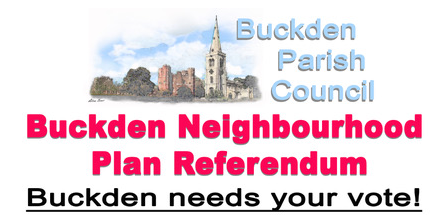 Buckden
Parish
Council
Buckden Neighbourhood
Plan Referendum
Buckden needs your vote!